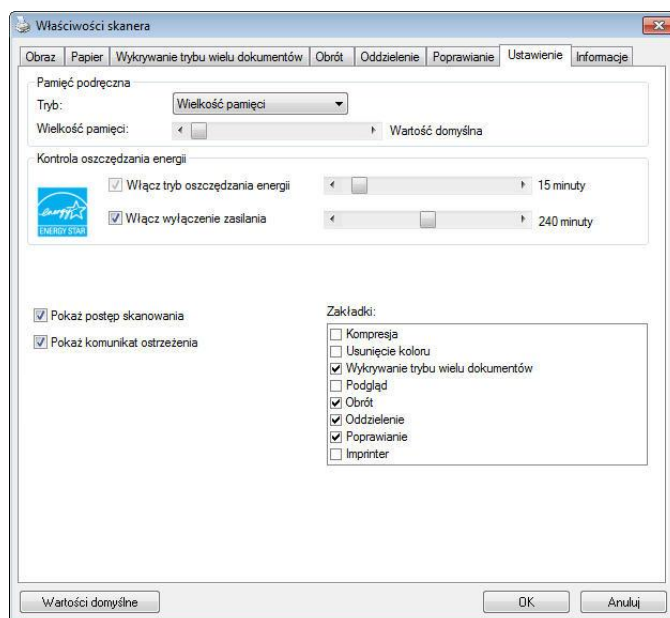 Właściwości skanera
Obraz Papier Wykrywanie trybu wielu dokumentów Obrót Oddzielenie Poprawianie Ustawienie Informacje
Pamięć podręczna
Tryb: Wielkość pamięci
Wielkość pamięci: Wartość domyślna
Kontrola oszczędzania energii
Włącz tryb oszczędzania energii 15 minuty
Włącz wyłączenie zasilania 240 minuty
energy
ENERGY STAR
Pokaż postęp skanowania
Pokaż komunikat ostrzeżenia
Zakładki:
Kompresja
Usunięcie koloru
Wykrywanie trybu wielu dokumentów
Podgląd
Obrót
Oddzielenie
Poprawianie
Imprinter
Wartości domyślne OK Anuluj